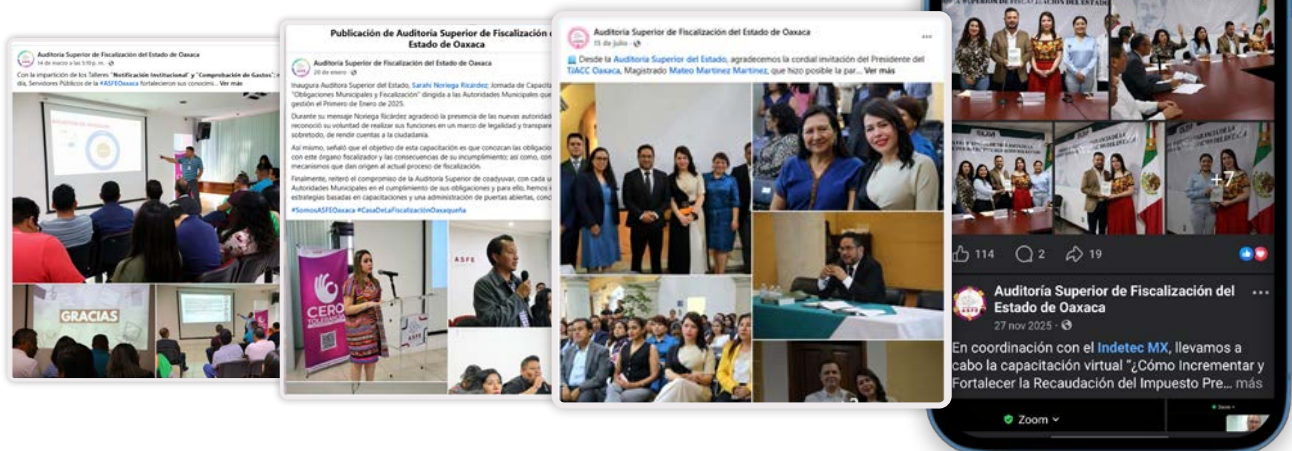 Auditoría Superior de Fiscalización del Estado de Oaxaca
14 de marzo a las 5:10 p. m.
Con la impartición de los Talleres "Notificación Institucional" y "Comprobación de Gastos",
día, Servidores Públicos de la #ASFEOaxaca fortalecieron sus conocimi... Ver más
GRACIAS
Publicación de Auditoría Superior de Fiscalización
Estado de Oaxaca
Auditoría Superior de Fiscalización del Estado de Oaxaca
20 de enero
Inaugura Auditora Superior del Estado, Sarahi Noriega Ricárdez; Jornada de Capacita
"Obligaciones Municipales y Fiscalización" dirigida a las Autoridades Municipales que
gestión el Primero de Enero de 2025.
Durante su mensaje Noriega Ricárdez agradeció la presencia de las nuevas autoridad
reconoció su voluntad de realizar sus funciones en un marco de legalidad y transpare
sobretodo, de rendir cuentas a la ciudadanía.
Así mismo, señaló que el objetivo de esta capacitación es que conozcan las obligacio
con este órgano fiscalizador y las consecuencias de su incumplimiento; así como, con
mecanismos que dan origen al actual proceso de fiscalización.
Finalmente, reiteró el compromiso de la Auditoría Superior de coadyuvar, con cada u
Autoridades Municipales en el cumplimiento de sus obligaciones y para ello, hemos
estrategias basadas en capacitaciones y una administración de puertas abiertas, conc
#SomosASFEOaxaca #CasaDeLaFiscalizaciónOaxaqueña
CERO
TOLERANCIA
ASFE
ASFE
Auditoría Superior de Fiscalización del Estado de Oaxaca
15 de julio
Desde la Auditoría Superior del Estado, agradecemos la cordial invitación del Presidente del
TJACC Oaxaca, Magistrado Mateo Martínez Martínez, que hizo posible la par... Ver más
+7
114 2 19
Auditoría Superior de Fiscalización del
Estado de Oaxaca
27 nov 2025
En coordinación con el Indetec MX, llevamos a
cabo la capacitación virtual "¿Cómo Incrementar y
Fortalecer la Recaudación del Impuesto Pre... más
Zoom